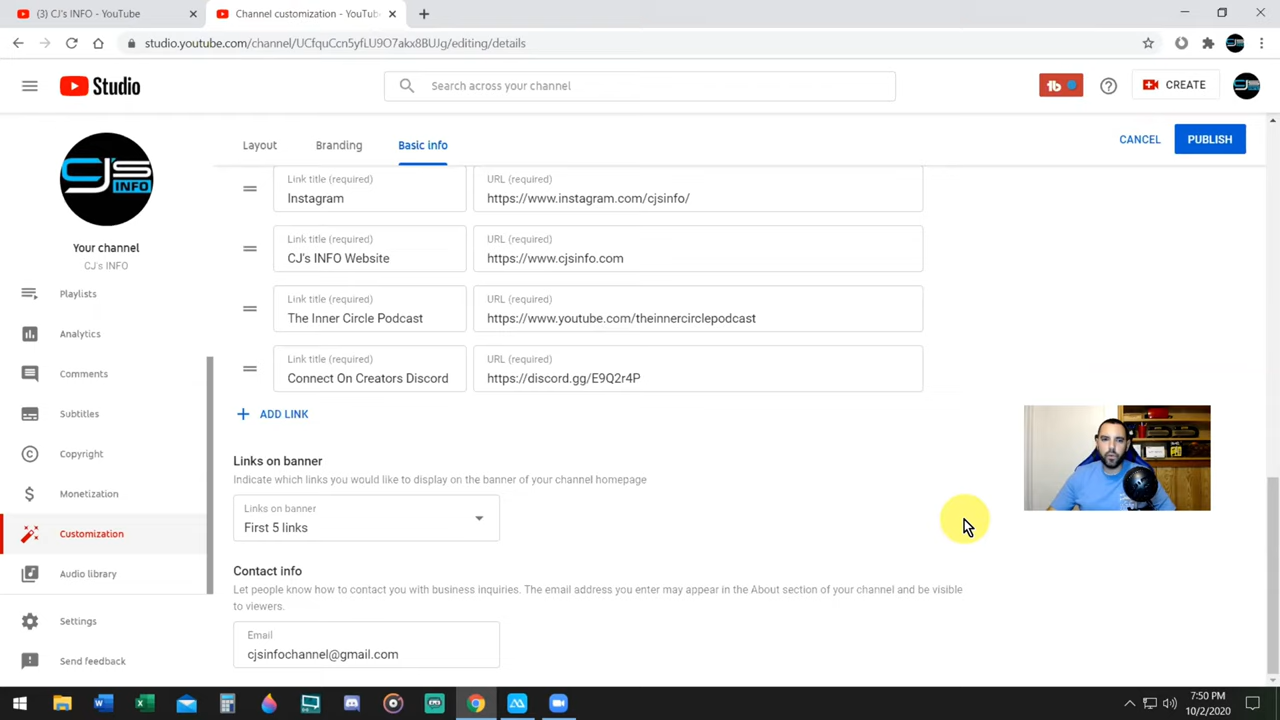 (3) CJ's INFO - YouTube
Channel customization - YouTub
studio.youtube.com/channel/UCfquCcn5yfLU9O7akx8BUJg/editing/details
Studio
Search across your channel
CREATE
CJ's
INFO
Your channel
CJ's INFO
Playlists
Analytics
Comments
Subtitles
Copyright
Monetization
Customization
Audio library
Settings
Send feedback
Layout
Branding
Basic info
CANCEL
PUBLISH
Link title (required)
URL (required)
Instagram
https://www.instagram.com/cjsinfo/
Link title (required)
URL (required)
CJ's INFO Website
https://www.cjsinfo.com
Link title (required)
URL (required)
The Inner Circle Podcast
https://www.youtube.com/theinnercirclepodcast
Link title (required)
URL (required)
Connect On Creators Discord
https://discord.gg/E9Q2r4P
ADD LINK
Links on banner
Indicate which links you would like to display on the banner of your channel homepage
Links on banner
First 5 links
Contact info
Let people know how to contact you with business inquiries. The email address you enter may appear in the About section of your channel and be visible
to viewers.
Email
cjsinfochannel@gmail.com
7:50 PM
10/2/2020